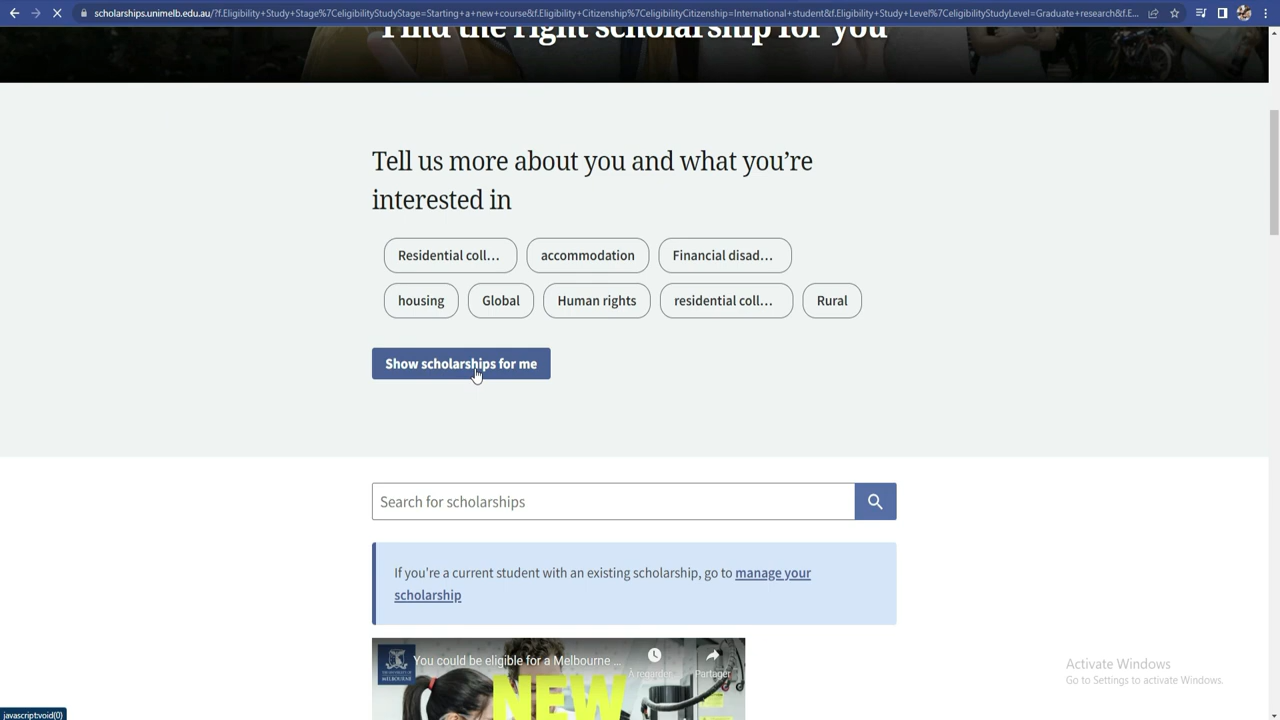 scholarships.unimelb.edu.au/?f.Eligibility+Study+Stage%7CeligibilityStudyStage=Starting+a+new+course&f.Eligibility+Citizenship%7CeligibilityCitizenship=International+student&f.Eligibility+Study+Level%7CeligibilityStudyLevel=Graduate+research&f.E...
Find the right scholarship for you
Tell us more about you and what you’re
interested in
Residential coll... accommodation Financial disad...
housing Global Human rights residential coll... Rural
Show scholarships for me
Search for scholarships
If you're a current student with an existing scholarship, go to manage your
scholarship
You could be eligible for a Melbourne ...
À regarder... Partager
THE UNIVERSITY OF
MELBOURNE
NEW
Activate Windows
Go to Settings to activate Windows.
javascript:void(0)